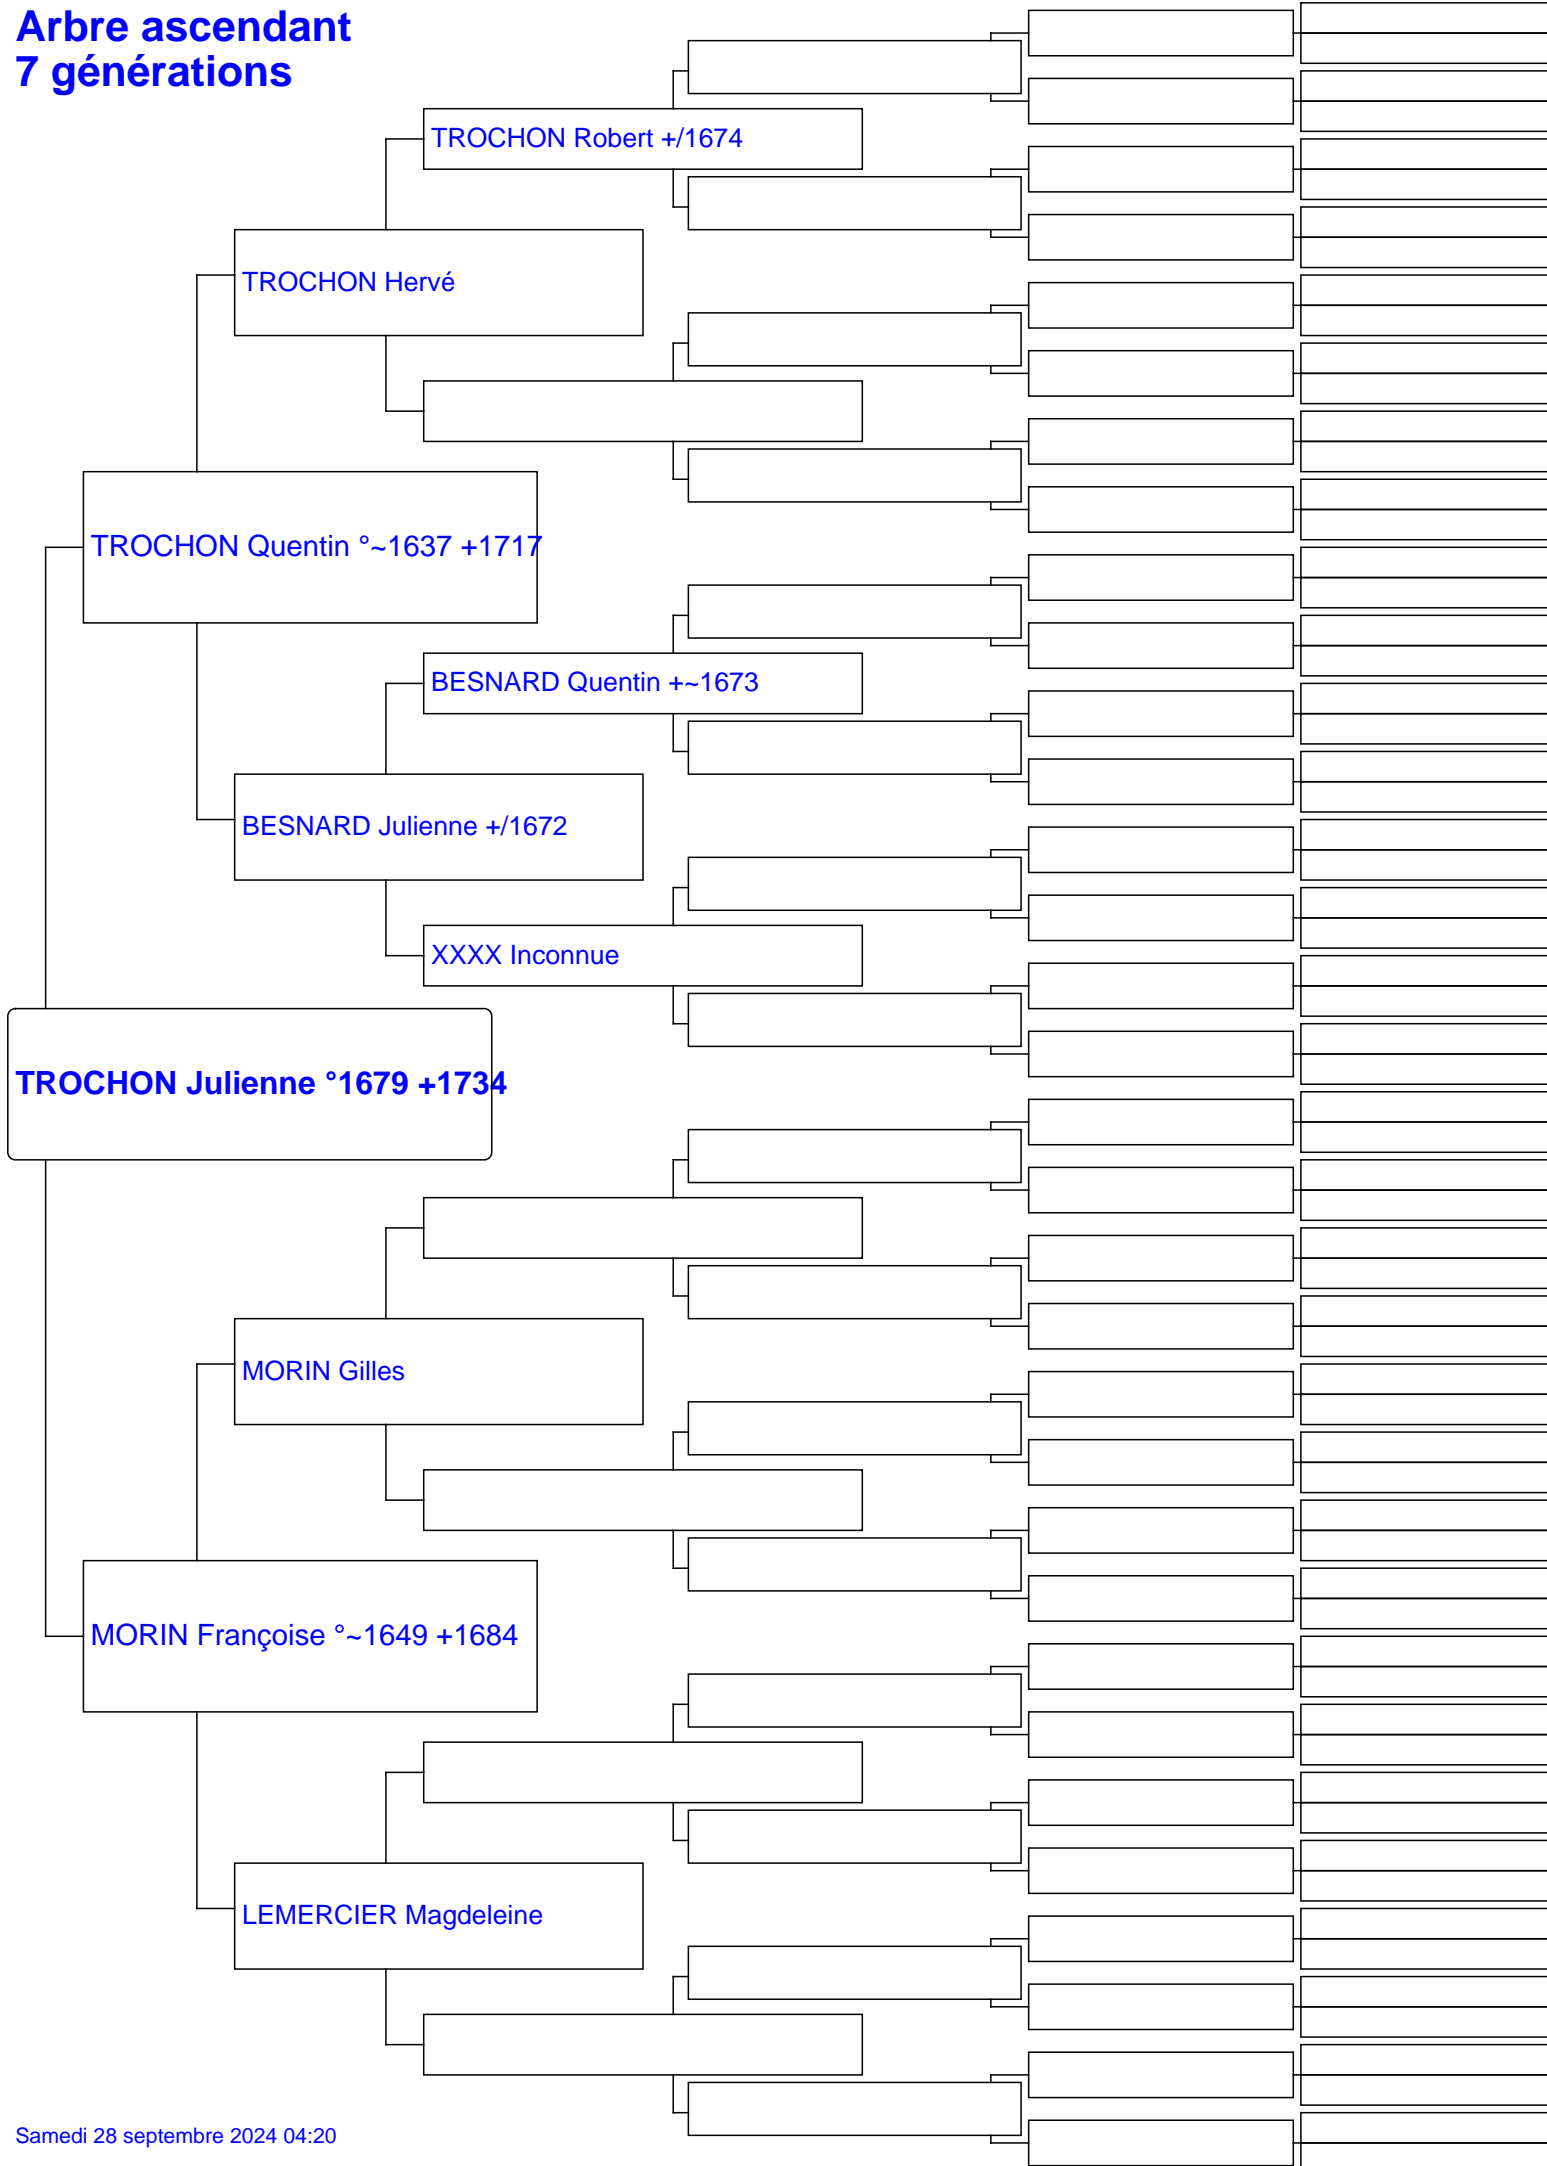 Arbre ascendant
7 générations
TROCHON Robert +/1674
TROCHON Hervé
TROCHON Quentin °~1637 +1717
BESNARD Quentin +~1673
BESNARD Julienne +/1672
XXXX Inconnue
TROCHON Julienne °1679 +1734
MORIN Gilles
MORIN Françoise °~1649 +1684
LEMERCIER Magdeleine
Samedi 28 septembre 2024 04:20